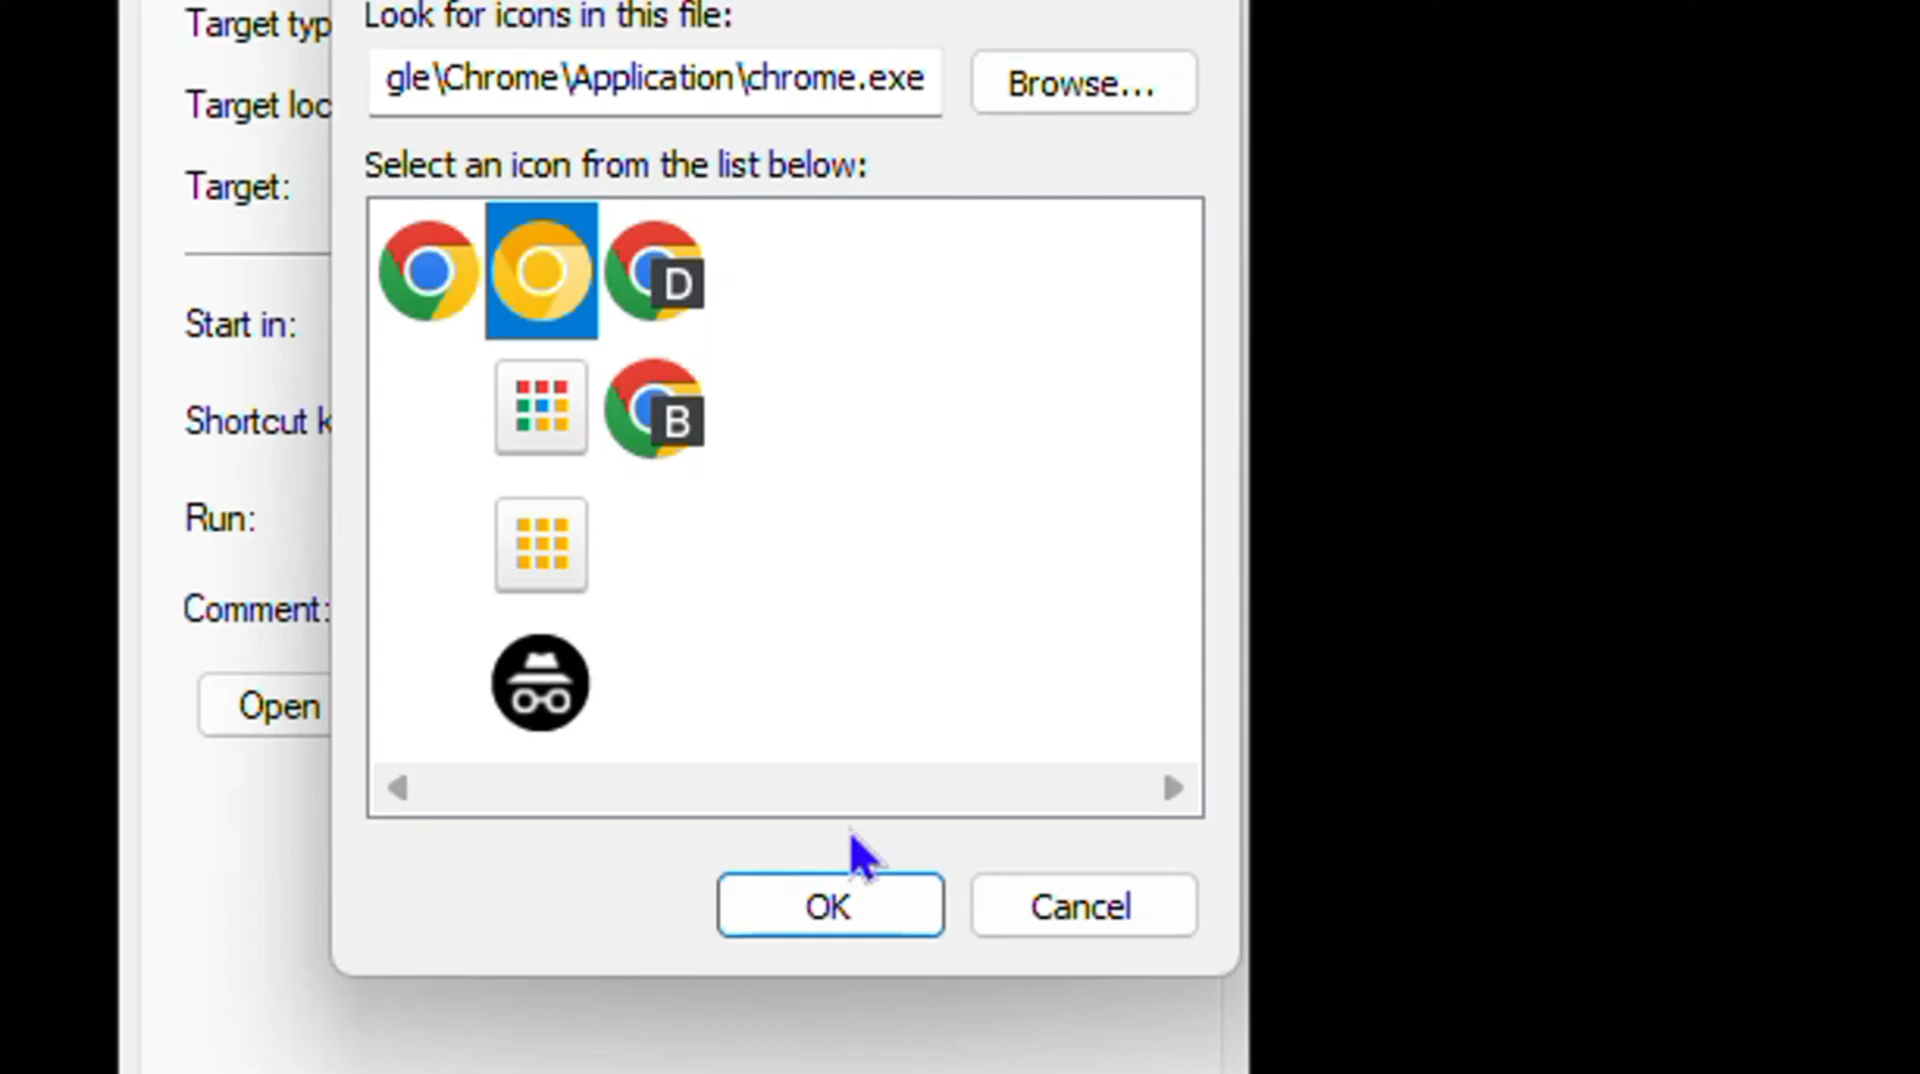 Look for icons in this file:
Target typ
gle\Chrome\Application\chrome.exe
Browse...
Target loc
Select an icon from the list below:
Target:
D
Start in:
B
Shortcut k
Run:
Comment:
Open
OK
Cancel